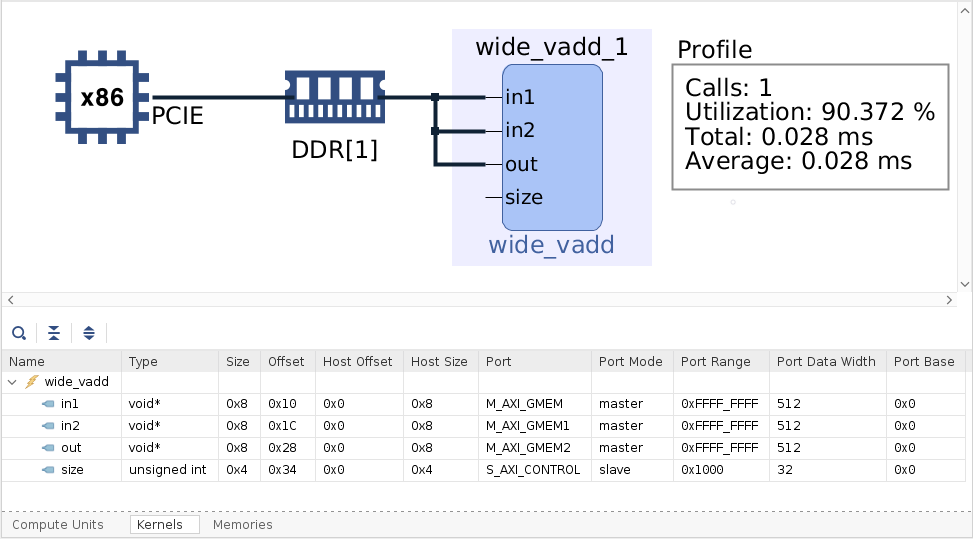 wide_vadd_1
Profile
x86
PCIE
DDR[1]
in1
in2
out
size
wide_vadd
Calls: 1
Utilization: 90.372 %
Total: 0.028 ms
Average: 0.028 ms
Name Type Size Offset Host Offset Host Size Port Port Mode Port Range Port Data Width Port Base
wide_vadd
in1 void* 0x8 0x10 0x0 0x8 M_AXI_GMEM master 0xFFFF_FFFF 512 0x0
in2 void* 0x8 0x1C 0x0 0x8 M_AXI_GMEM1 master 0xFFFF_FFFF 512 0x0
out void* 0x8 0x28 0x0 0x8 M_AXI_GMEM2 master 0xFFFF_FFFF 512 0x0
size unsigned int 0x4 0x34 0x0 0x4 S_AXI_CONTROL slave 0x1000 32 0x0
Compute Units Kernels Memories